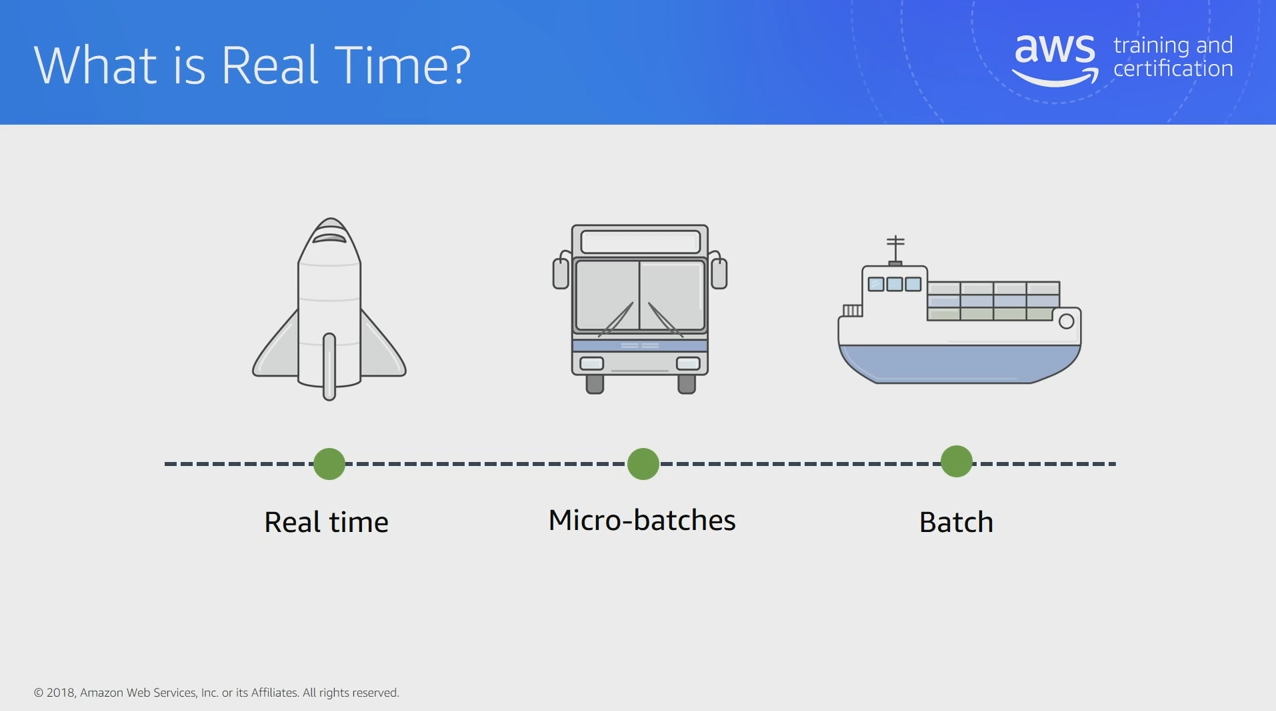 What is Real Time?
aws
training and
certification
Real time
Micro-batches
Batch
© 2018, Amazon Web Services, Inc. or its Affiliates. All rights reserved.